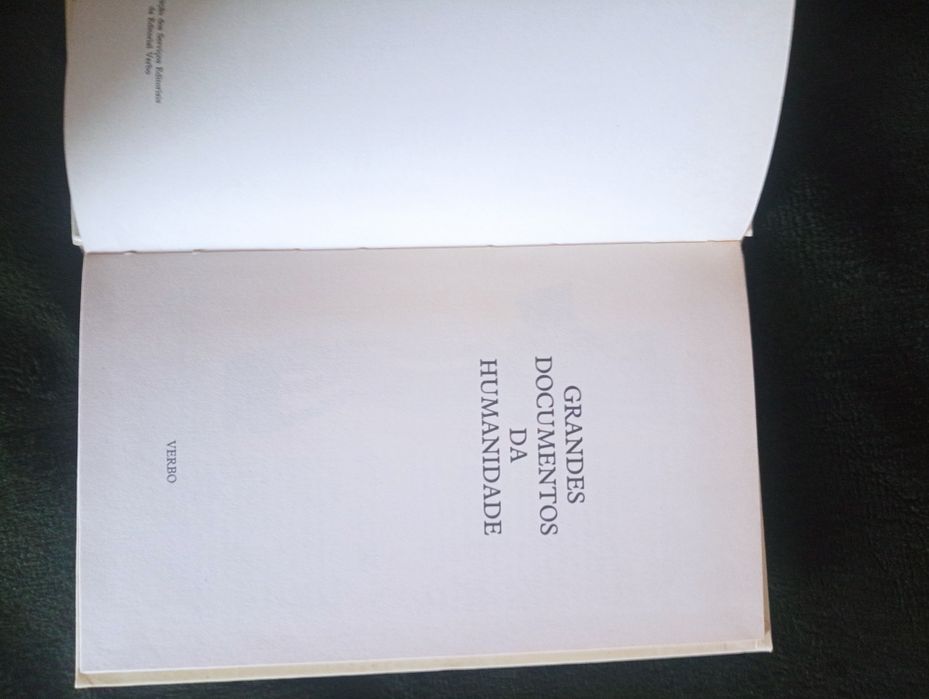 dos Serviços Editoriais
da Editorial Verbo
GRANDES
DOCUMENTOS
DA
HUMANIDADE
VERBO